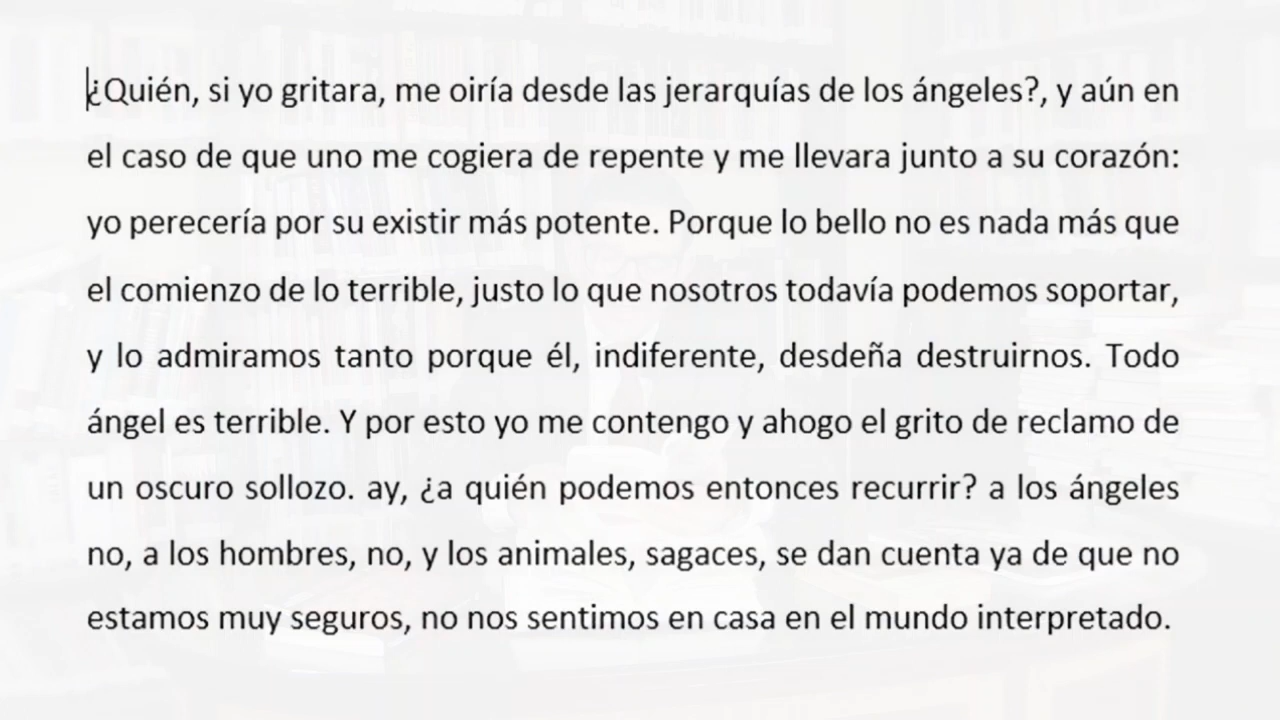 ¿Quién, si yo gritara, me oiría desde las jerarquías de los ángeles?, y aún en
el caso de que uno me cogiera de repente y me llevara junto a su corazón:
yo perecería por su existir más potente. Porque lo bello no es nada más que
el comienzo de lo terrible, justo lo que nosotros todavía podemos soportar,
y lo admiramos tanto porque él, indiferente, desdeña destruirnos. Todo
ángel es terrible. Y por esto yo me contengo y ahogo el grito de reclamo de
un oscuro sollozo. ay, ¿a quién podemos entonces recurrir? a los ángeles
no, a los hombres, no, y los animales, sagaces, se dan cuenta ya de que no
estamos muy seguros, no nos sentimos en casa en el mundo interpretado.